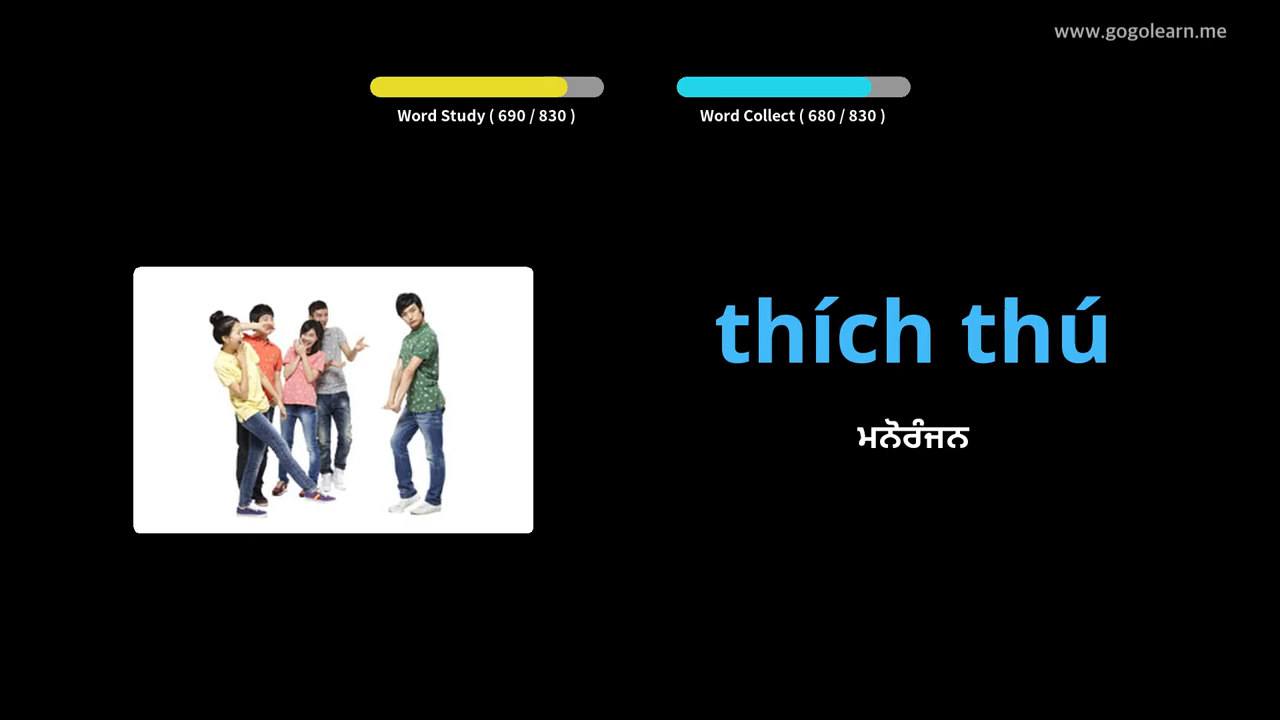 www.gogolearn.me
Word Study ( 690 / 830 )
Word Collect ( 680 / 830 )
thích thú
ਮਨੋਰੰਜਨ